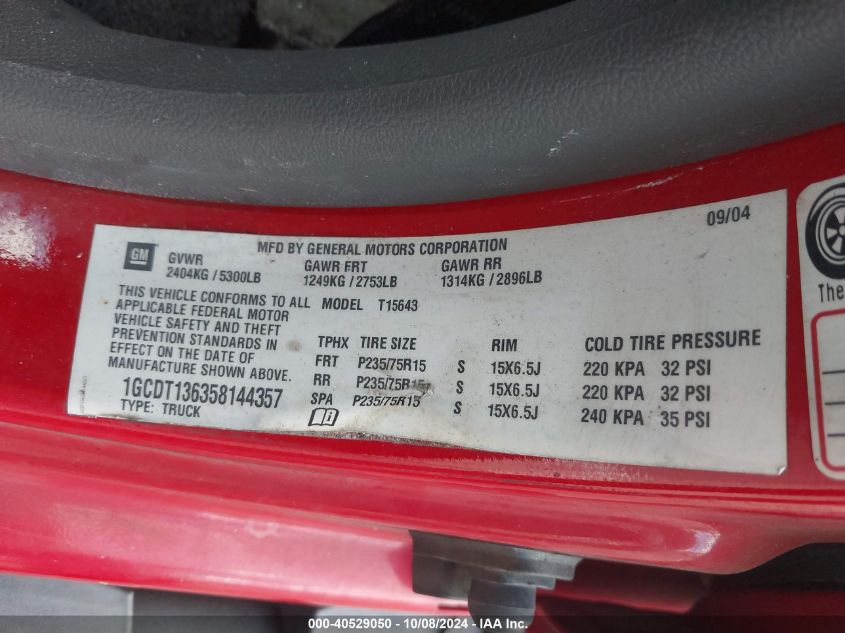 09/04
MFD BY GENERAL MOTORS CORPORATION
GM
GVWR GAWR FRT GAWR RR
2404KG / 5300LB 1249KG / 2753LB 1314KG / 2896LB
THIS VEHICLE CONFORMS TO ALL MODEL T15643
APPLICABLE FEDERAL MOTOR
VEHICLE SAFETY AND THEFT
PREVENTION STANDARDS IN TPHX TIRE SIZE RIM COLD TIRE PRESSURE
EFFECT ON THE DATE OF FRT P235/75R15 S 15X6.5J 220 KPA 32 PSI
MANUFACTURE SHOWN ABOVE. RR P235/75R15 S 15X6.5J 220 KPA 32 PSI
1GCDT136358144357 SPA P235/75R15 S 15X6.5J 240 KPA 35 PSI
TYPE: TRUCK
The
000-40529050 - 10/08/2024 - IAA Inc.